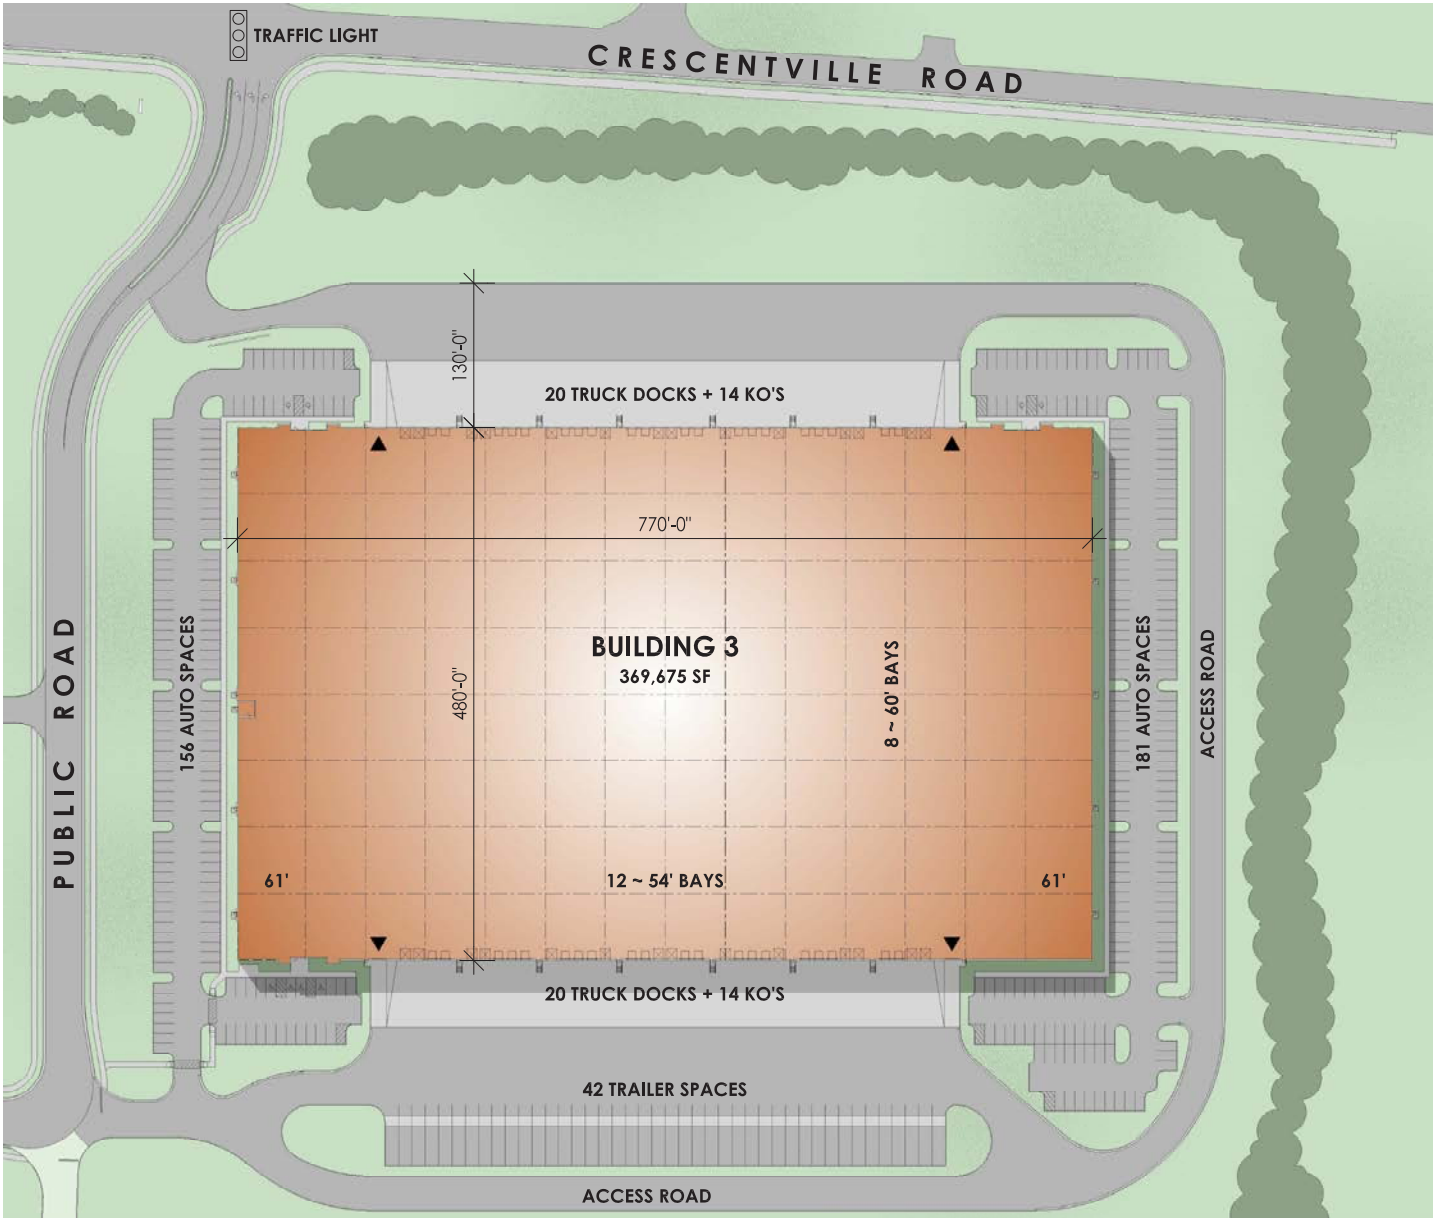 TRAFFIC LIGHT
CRESCENTVILLE ROAD
130'-0"
20 TRUCK DOCKS + 14 KO'S
770'-0"
BUILDING 3
369,675 SF
480'-0"
8 ~ 60' BAYS
156 AUTO SPACES
181 AUTO SPACES
ACCESS ROAD
PUBLIC ROAD
61'
12 ~ 54' BAYS
61'
20 TRUCK DOCKS + 14 KO'S
42 TRAILER SPACES
ACCESS ROAD